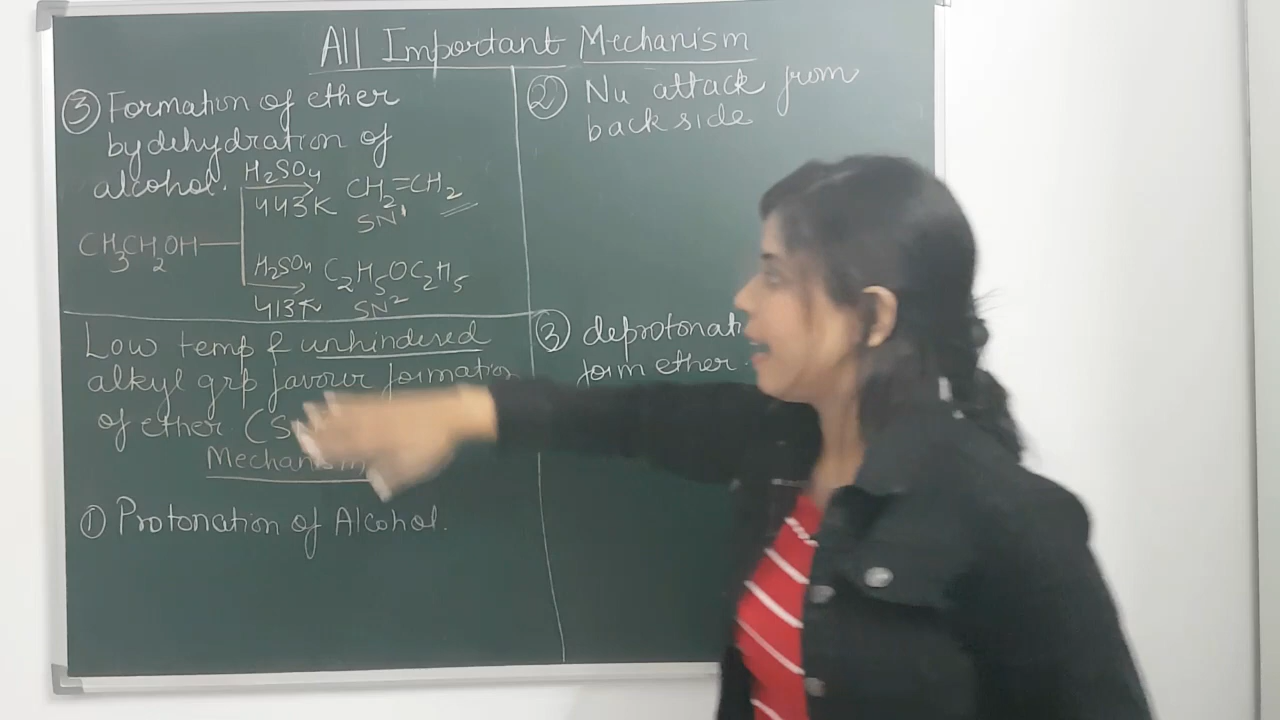 All Important Mechanism
③ Formation of ether
by dehydration of
alcohol.
H₂SO₄
443K
CH₂=CH₂
SN¹
CH₃CH₂OH
H₂SO₄
413K
C₂H₅OC₂H₅
SN²
Low temp & unhindered
alkyl grp favour formation
of ether (S
Mechanism
① Protonation of Alcohol.
② Nu attack from
back side
③ deprotonati
form ether.